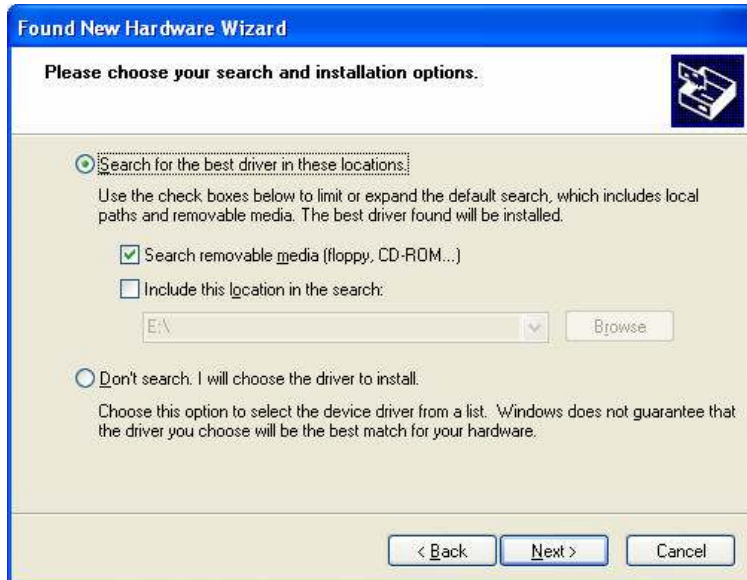 Found New Hardware Wizard
Please choose your search and installation options.
Search for the best driver in these locations.
Use the check boxes below to limit or expand the default search, which includes local
paths and removable media. The best driver found will be installed.
Search removable media (floppy, CD-ROM...)
Include this location in the search:
E:\
Browse
Don't search. I will choose the driver to install.
Choose this option to select the device driver from a list. Windows does not guarantee that
the driver you choose will be the best match for your hardware.
< Back Next > Cancel